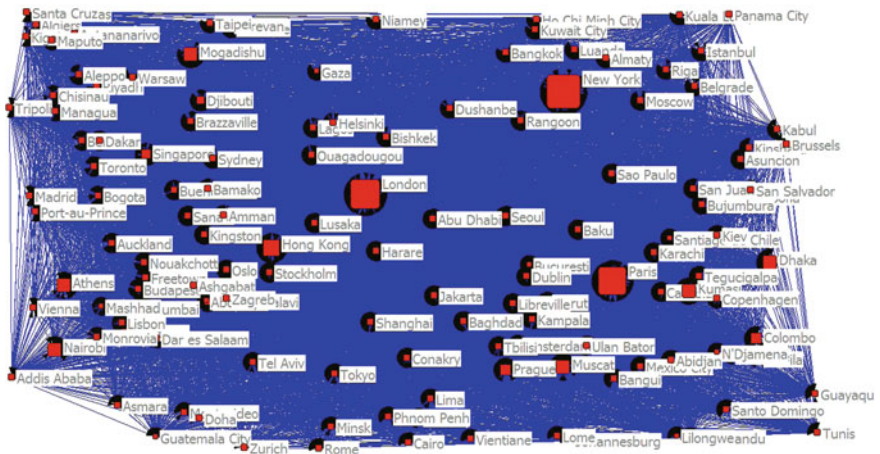 Santa Cruzas
Taipei
Niamey
Ho Chi Minh City
Panama City
Algiers
Kuwait City
Maputo
Mogadishu
Gaza
Bangkok
Luanda
Almaty
Istanbul
Aleppo
Warsaw
New York
Riga
Riyadh
Belgrade
Chisinau
Djibouti
Moscow
Tripoli
Managua
Dushanbe
Brazzaville
Rangoon
Kabul
Helsinki
Bishkek
Dakar
Brussels
Singapore
Sydney
Ouagadougou
Asuncion
Toronto
Sao Paulo
Madrid
Bogota
Bamako
London
San Juan
San Salvador
Port-au-Prince
Bujumbura
Amman
Lusaka
Abu Dhabi
Seoul
Baku
Kingston
Kiev
Auckland
Hong Kong
Harare
Santiago de Chile
Karachi
Nouakchott
Oslo
Stockholm
Bucuresti
Dublin
Paris
Dhaka
Athens
Freetown
Tegucigalpa
Budapest
Ashgabat
Zagreb
Jakarta
Kumasi
Copenhagen
Vienna
Mashhad
Libreville
Lisbon
Shanghai
Baghdad
Kampala
Monrovia
Dar es Salaam
Colombo
Nairobi
Tbilisi
Ulan Bator
Tel Aviv
Conakry
Abidjan
N'Djamena
Prague
Muscat
Mexico City
Addis Ababa
Tokyo
Bangui
Guayaqu
Asmara
Lima
Santo Domingo
Doha
Phnom Penh
Minsk
Guatemala City
Tunis
Zurich
Rome
Cairo
Vientiane
Lome
Lilongwe